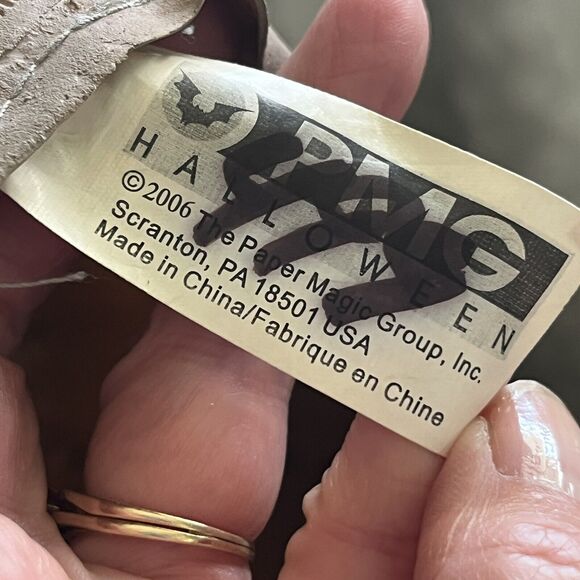 PMG
HALLOWEEN
©2006 The Paper Magic Group, Inc.
Scranton, PA 18501 USA
Made in China/Fabrique en Chine